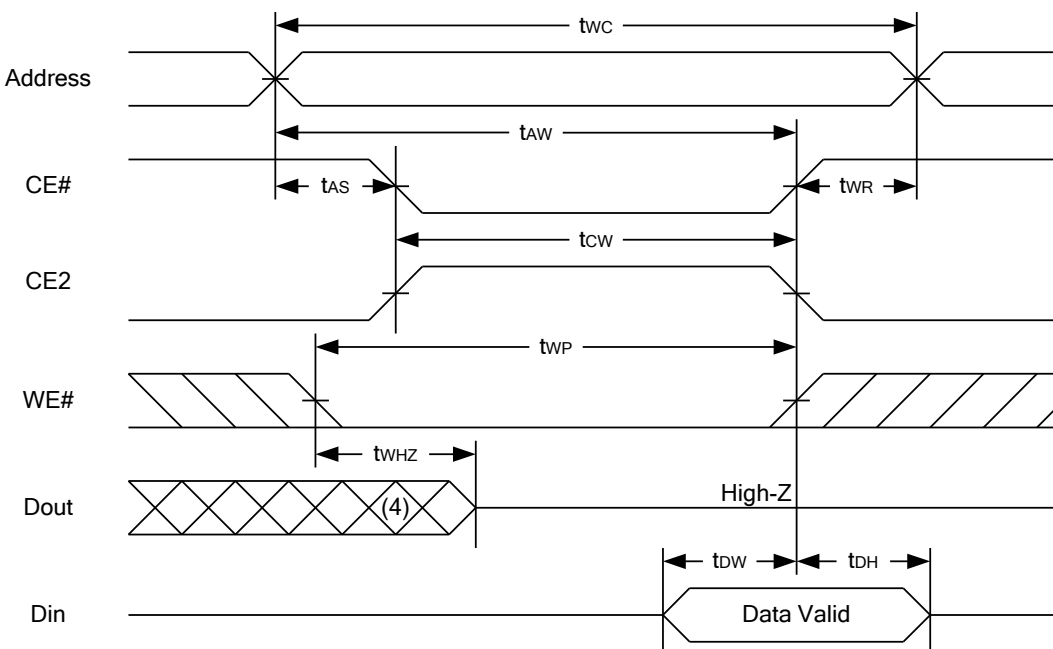 tWC
Address
tAW
CE#
tAS
tWR
tCW
CE2
tWP
WE#
tWHZ
Dout
(4)
High-Z
tDW
tDH
Din
Data Valid